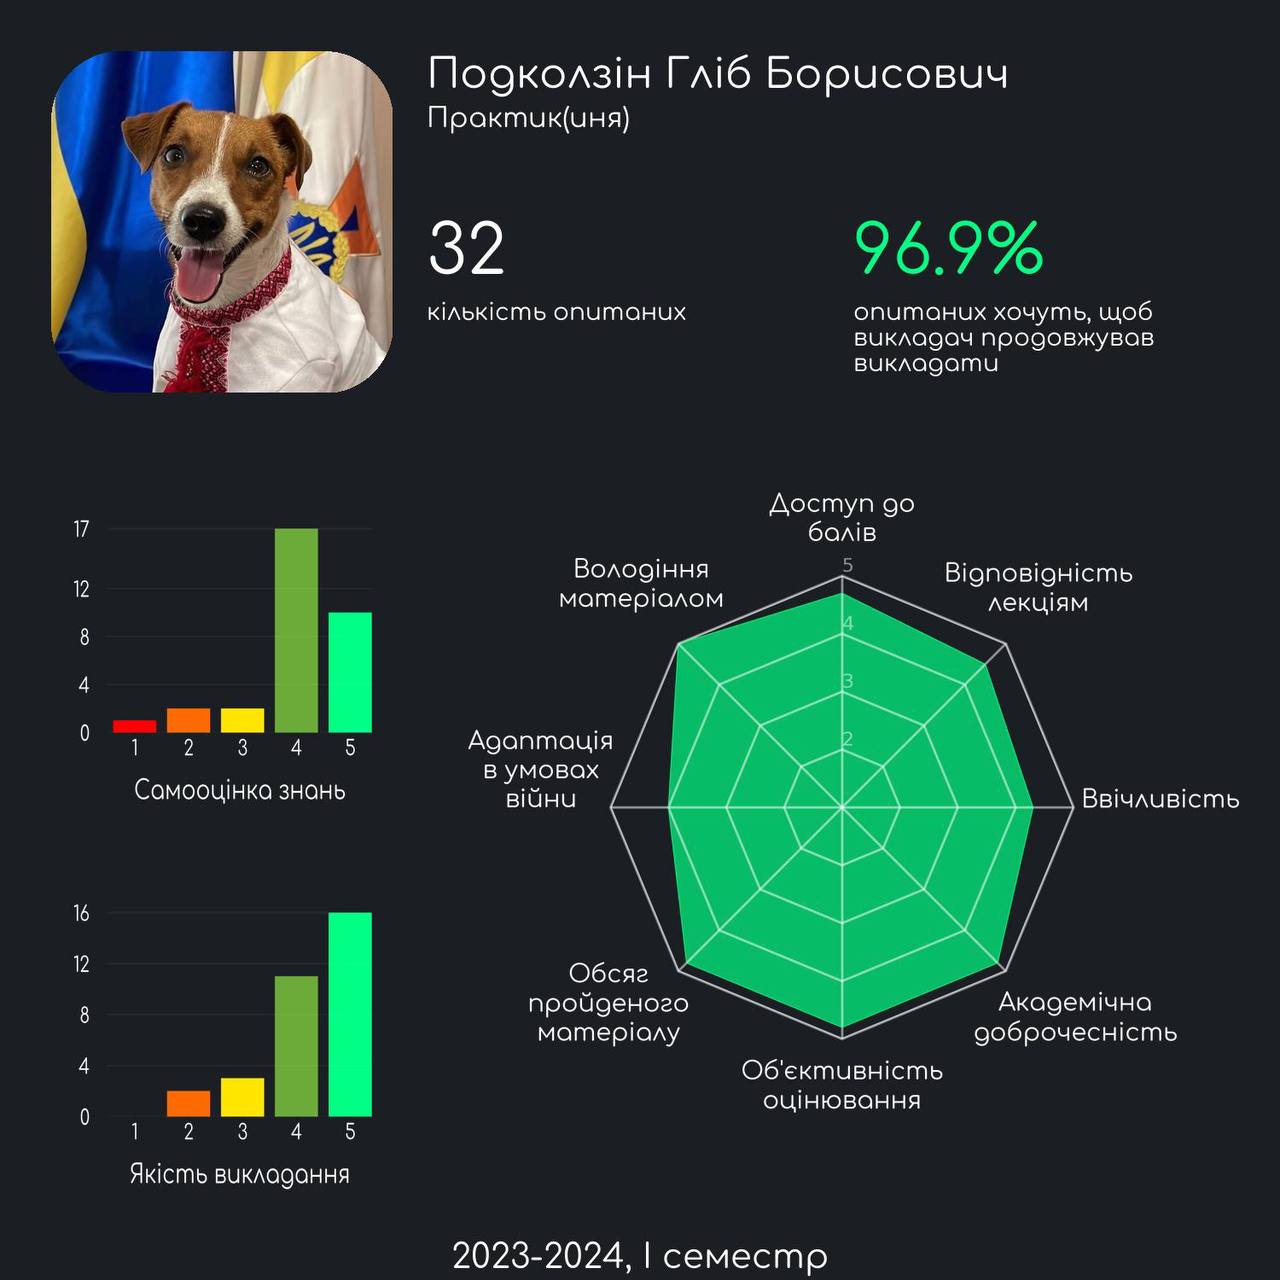 Подколзін Гліб Борисович
Практик(иня)
32
кількість опитаних
96.9%
опитаних хочуть, щоб
викладач продовжував
викладати
17
12
8
4
0
1 2 3 4 5
Самооцінка знань
16
12
8
4
0
1 2 3 4 5
Якість викладання
Доступ до
балів
Відповідність
лекціям
Ввічливість
Академічна
доброчесність
Об'єктивність
оцінювання
Обсяг
пройденого
матеріалу
Адаптація
в умовах
війни
Володіння
матеріалом
5
4
3
2
2023-2024, I семестр